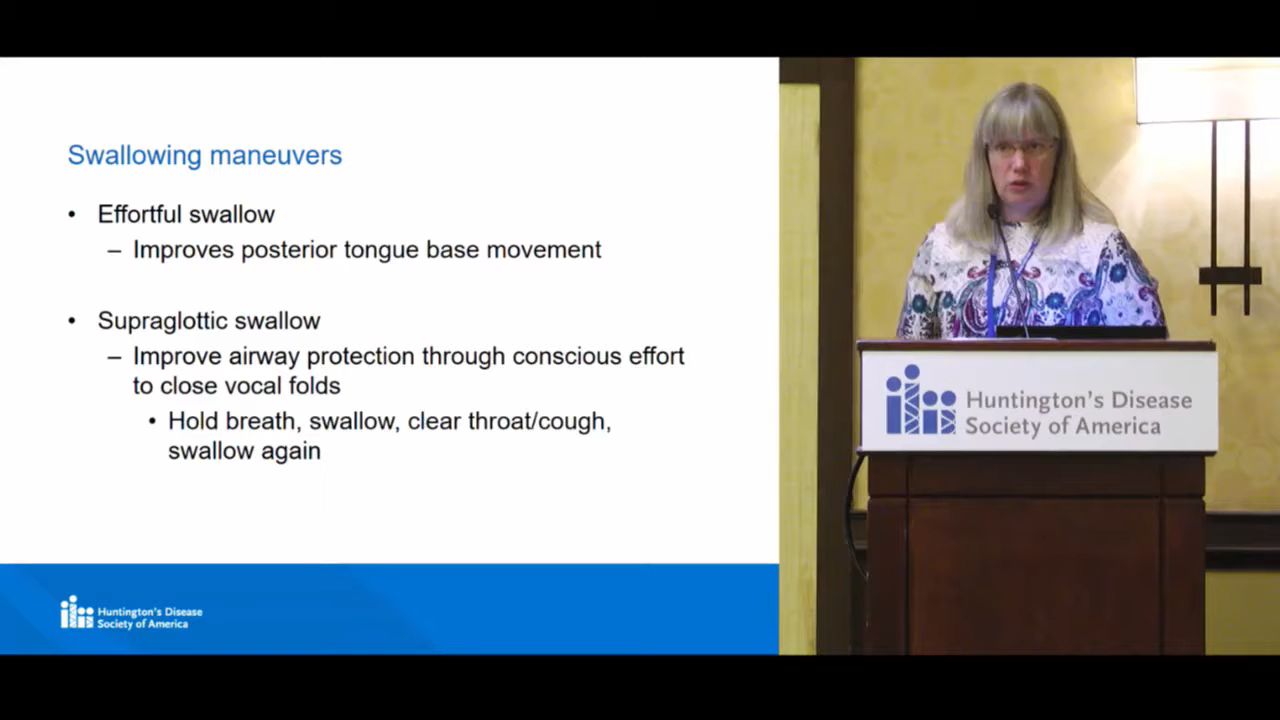 Swallowing maneuvers
• Effortful swallow
– Improves posterior tongue base movement
• Supraglottic swallow
– Improve airway protection through conscious effort
to close vocal folds
• Hold breath, swallow, clear throat/cough,
swallow again
Huntington's Disease
Society of America
Huntington's Disease
Society of America